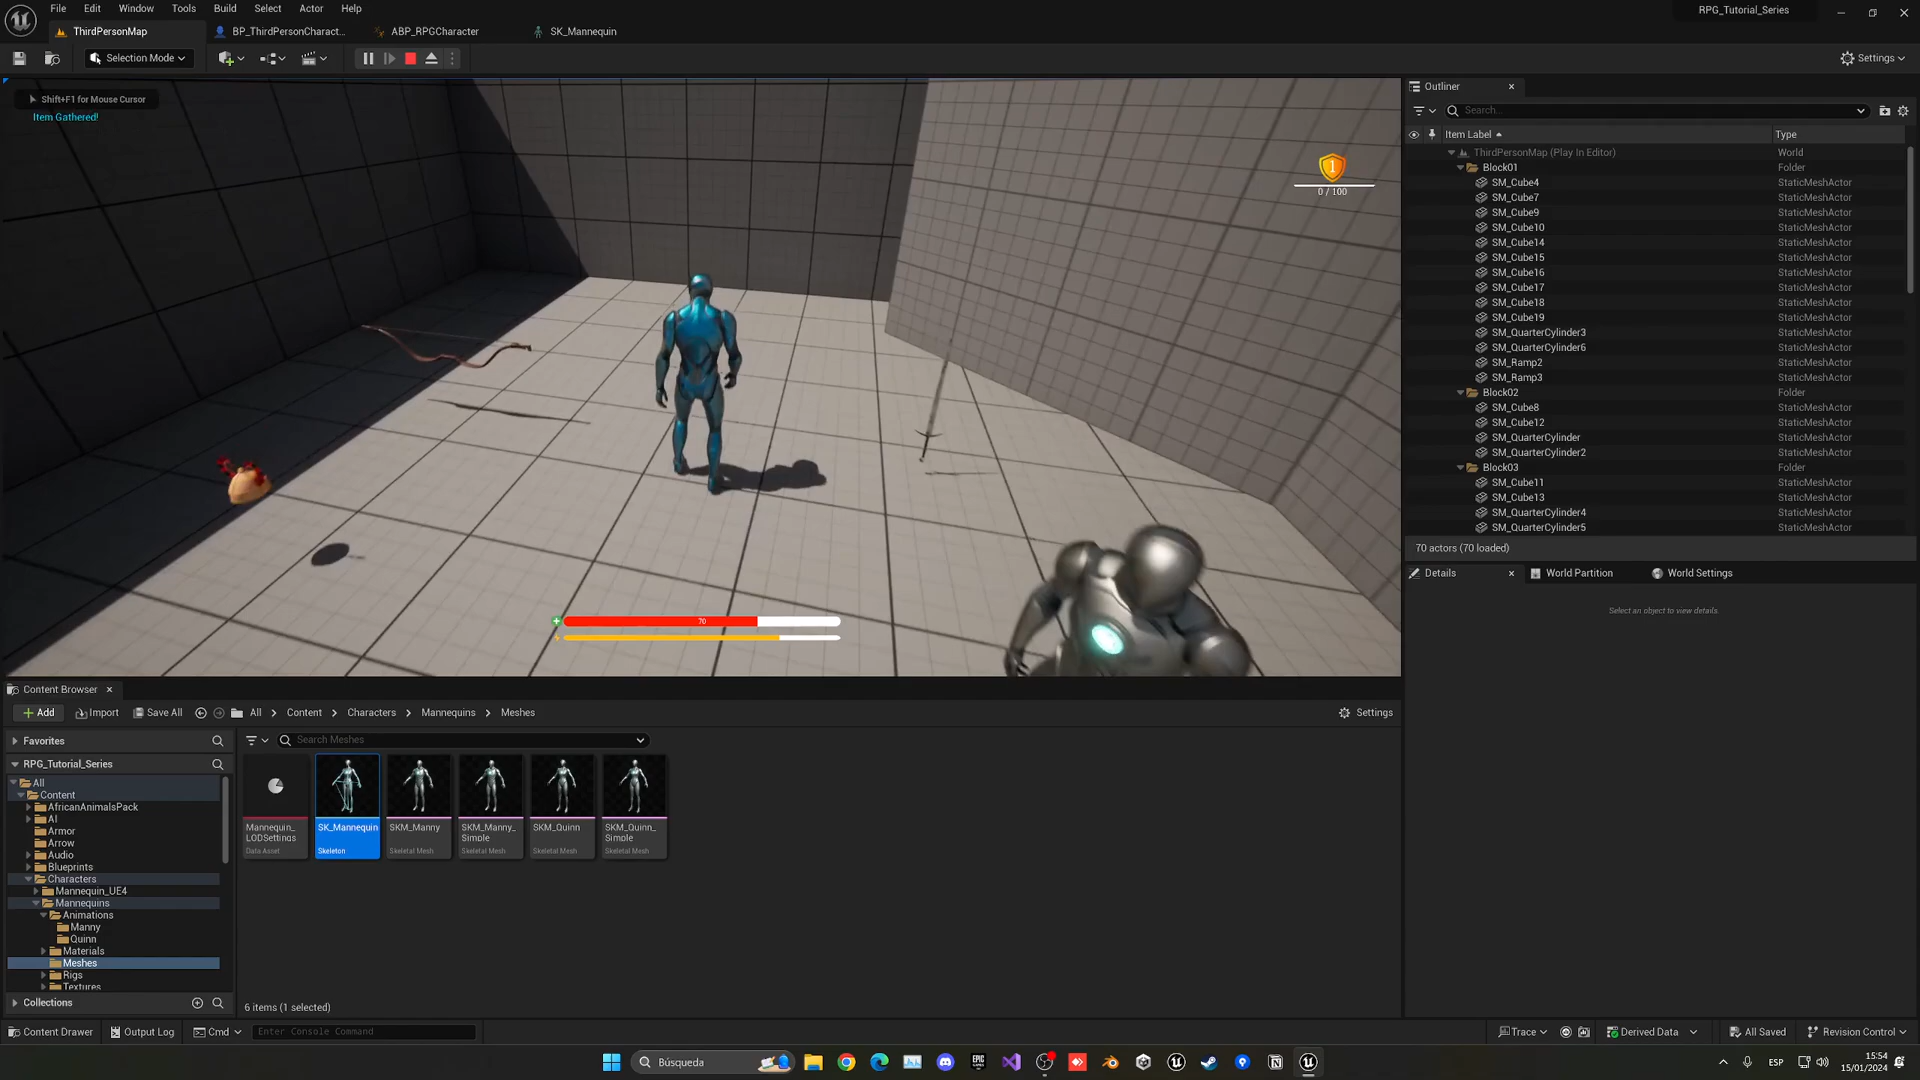 File Edit Window Tools Build Select Actor Help
RPG_Tutorial_Series
ThirdPersonMap
BP_ThirdPersonCharact...
ABP_RPGCharacter
SK_Mannequin
Selection Mode
Settings
Shift+F1 for Mouse Cursor
Item Gathered!
1
0 / 100
70
Outliner
Search...
Item Label
Type
ThirdPersonMap (Play In Editor) World
Block01 Folder
SM_Cube4 StaticMeshActor
SM_Cube7 StaticMeshActor
SM_Cube9 StaticMeshActor
SM_Cube10 StaticMeshActor
SM_Cube14 StaticMeshActor
SM_Cube15 StaticMeshActor
SM_Cube16 StaticMeshActor
SM_Cube17 StaticMeshActor
SM_Cube18 StaticMeshActor
SM_Cube19 StaticMeshActor
SM_QuarterCylinder3 StaticMeshActor
SM_QuarterCylinder6 StaticMeshActor
SM_Ramp2 StaticMeshActor
SM_Ramp3 StaticMeshActor
Block02 Folder
SM_Cube8 StaticMeshActor
SM_Cube12 StaticMeshActor
SM_QuarterCylinder StaticMeshActor
SM_QuarterCylinder2 StaticMeshActor
Block03 Folder
SM_Cube11 StaticMeshActor
SM_Cube13 StaticMeshActor
SM_QuarterCylinder4 StaticMeshActor
SM_QuarterCylinder5 StaticMeshActor
70 actors (70 loaded)
Details
World Partition
World Settings
Select an object to view details.
Content Browser
Add
Import
Save All
All
Content
Characters
Mannequins
Meshes
Settings
Favorites
Search Meshes
RPG_Tutorial_Series
All
Content
AfricanAnimalsPack
AI
Armor
Arrow
Audio
Blueprints
Characters
Mannequin_UE4
Mannequins
Animations
Manny
Quinn
Materials
Meshes
Rigs
Textures
Collections
Mannequin_
LODSettings
Data Asset
SK_Mannequin
Skeleton
SKM_Manny
Skeletal Mesh
SKM_Manny_
Simple
Skeletal Mesh
SKM_Quinn
Skeletal Mesh
SKM_Quinn_
Simple
Skeletal Mesh
6 items (1 selected)
Content Drawer
Output Log
Cmd
Enter Console Command
Trace
Derived Data
All Saved
Revision Control
Búsqueda
EPIC
GAMES
ESP
15:54
15/01/2024